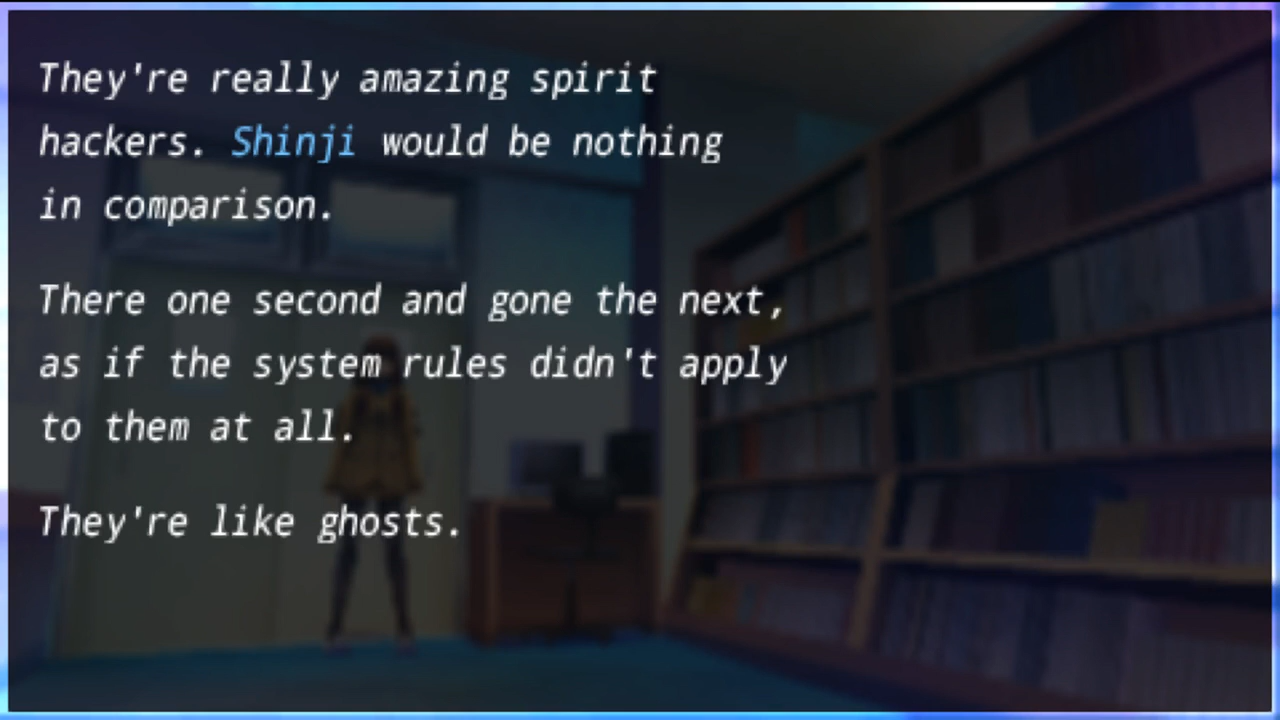 They're really amazing spirit
hackers. Shinji would be nothing
in comparison.
There one second and gone the next,
as if the system rules didn't apply
to them at all.
They're like ghosts.